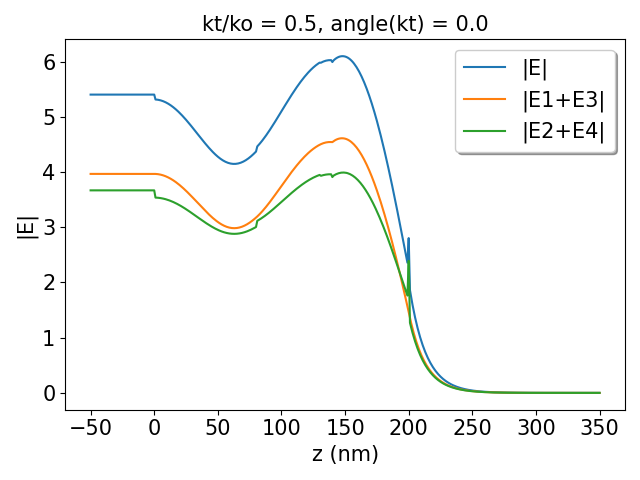 kt/ko = 0.5, angle(kt) = 0.0
|E|
|E1+E3|
|E2+E4|
|E|
6
5
4
3
2
1
0
−50 0 50 100 150 200 250 300 350
z (nm)